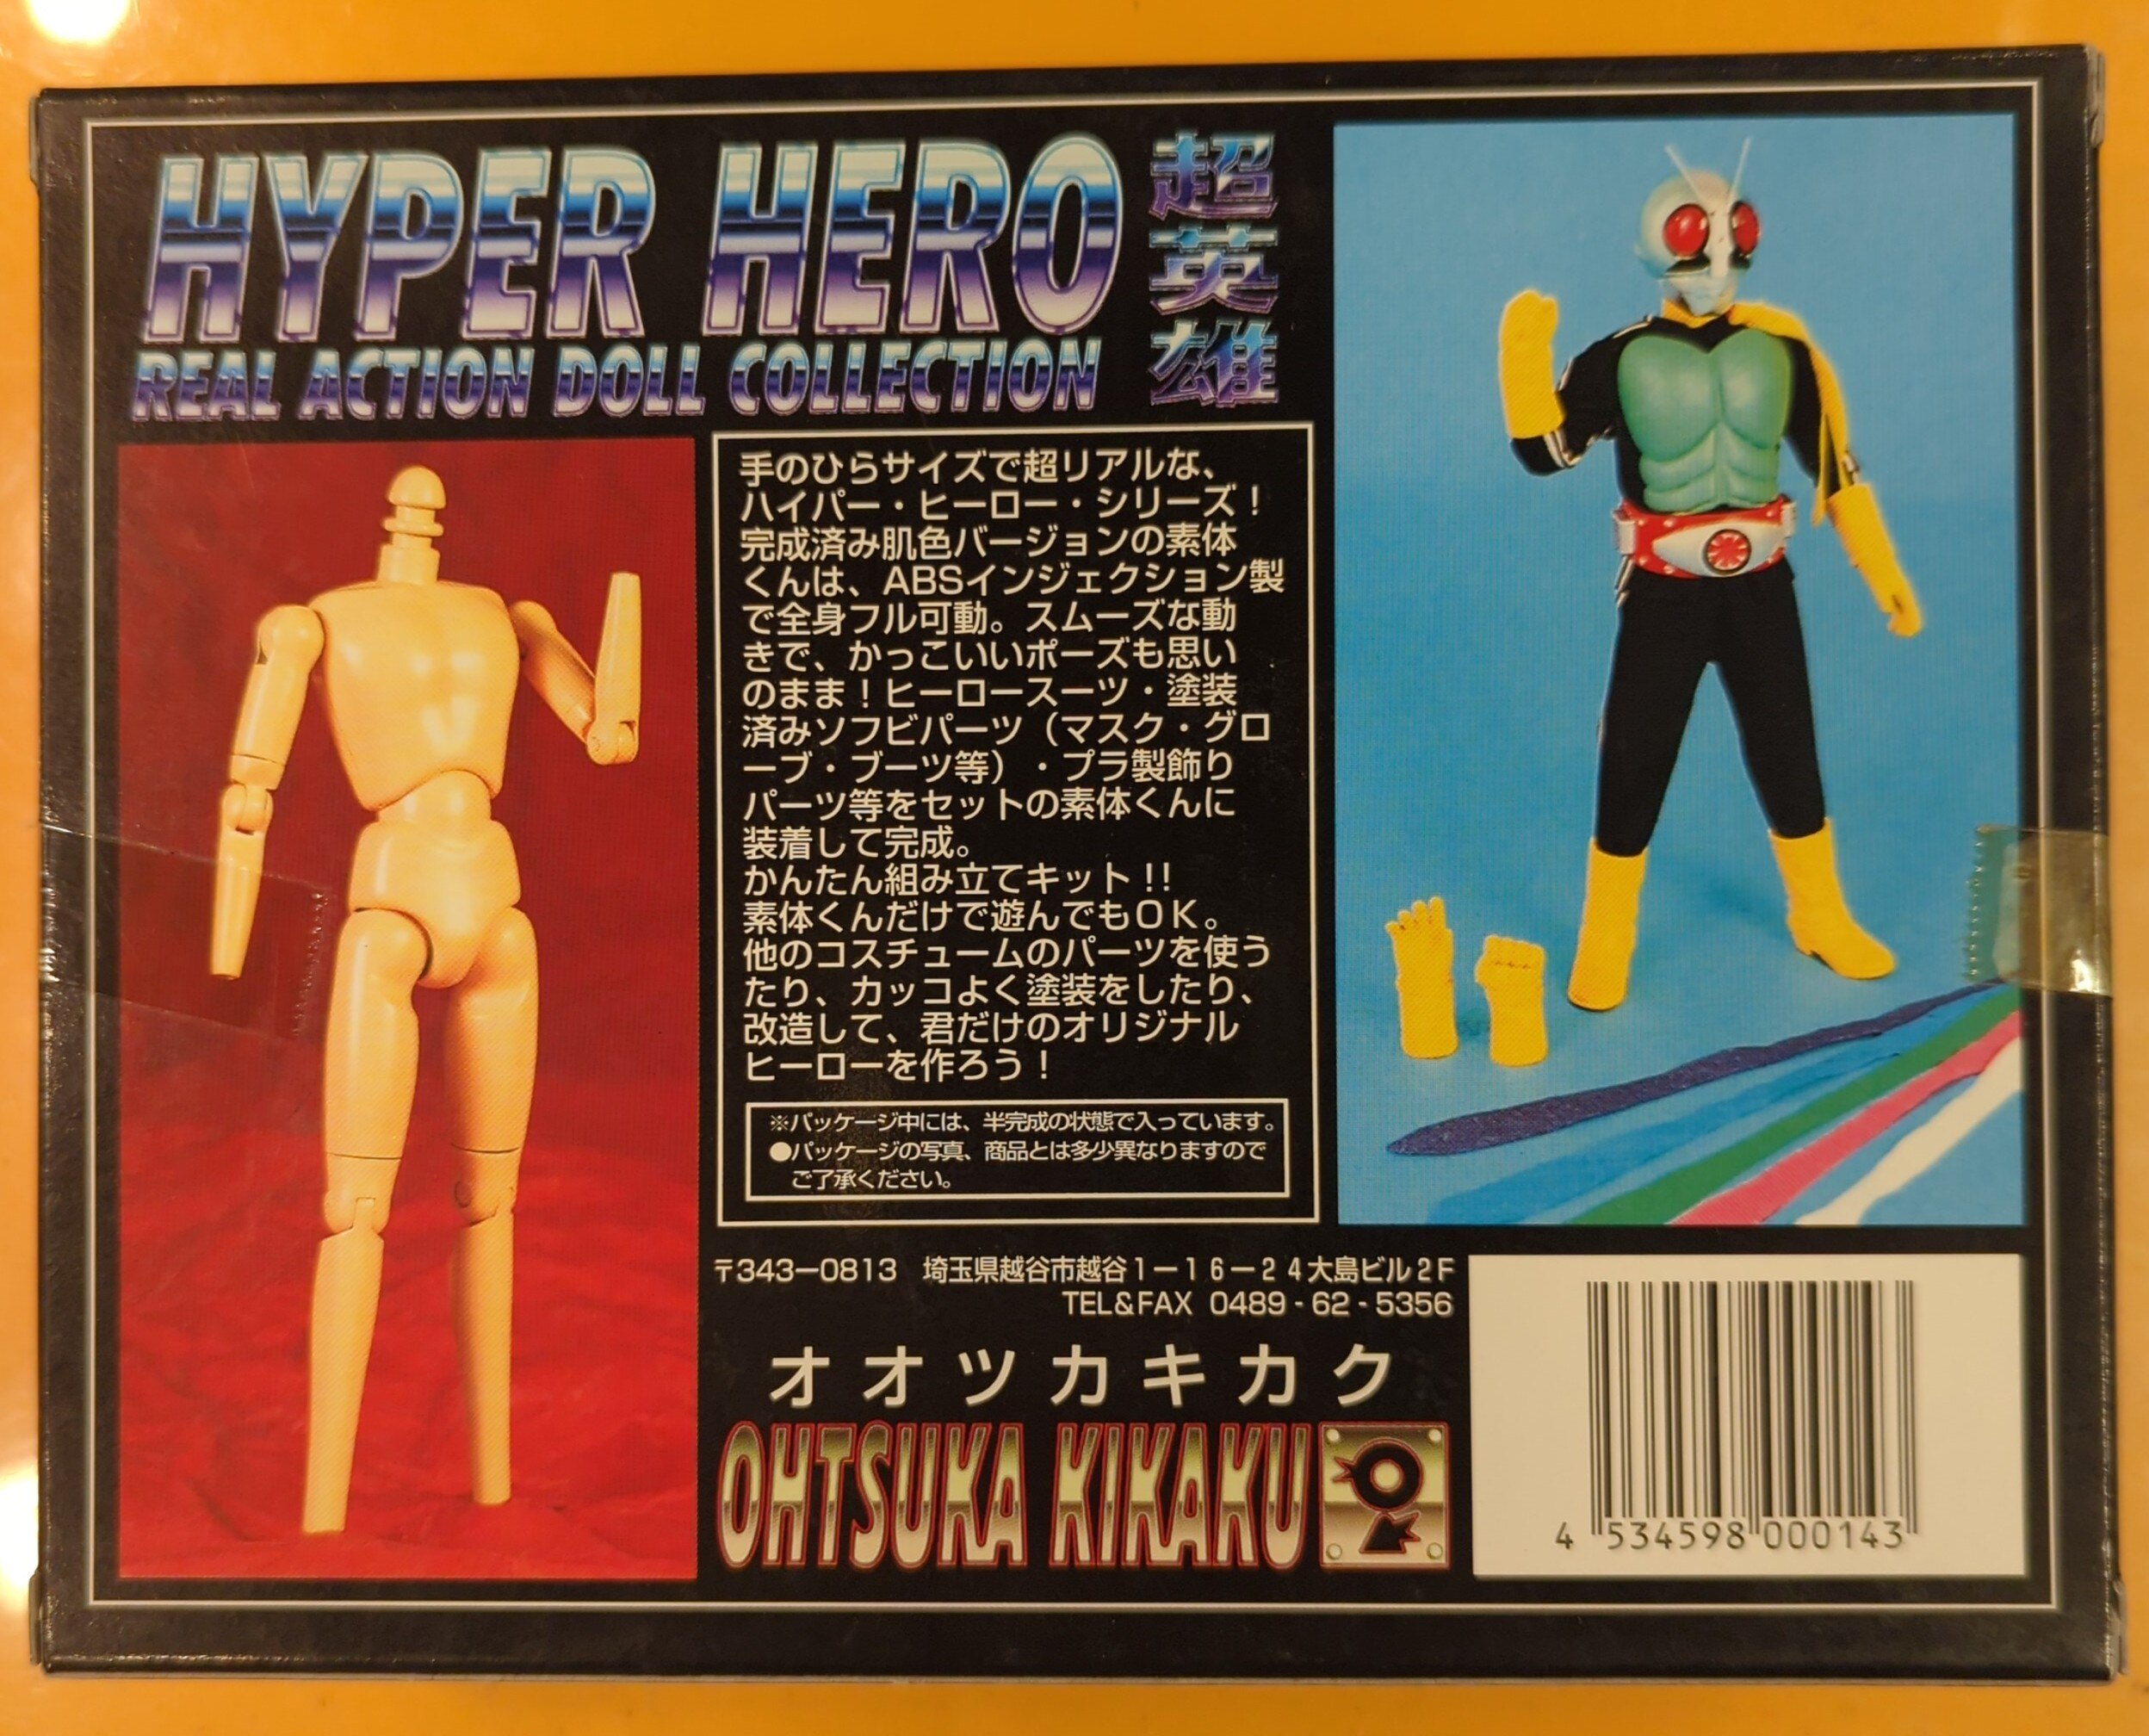 HYPER HERO
REAL ACTION DOLL COLLECTION
超英雄
手のひらサイズで超リアルな、
ハイパー・ヒーロー・シリーズ！
完成済み肌色バージョンの素体
くんは、ABSインジェクション製
で全身フル可動。スムーズな動
きで、かっこいいポーズも思い
のまま！ヒーロースーツ・塗装
済みソフビパーツ（マスク・グロ
ーブ・ブーツ等）・プラ製飾り
パーツ等をセットの素体くんに
装着して完成。
かんたん組み立てキット!!
素体くんだけで遊んでもOK。
他のコスチュームのパーツを使う
たり、カッコよく塗装をしたり、
改造して、君だけのオリジナル
ヒーローを作ろう！
※パッケージ中には、半完成の状態で入っています。
●パッケージの写真、商品とは多少異なりますので
ご了承ください。
〒343ー0813 埼玉県越谷市越谷1ー16ー24大島ビル2F
TEL&FAX 0489-62-5356
オオツカキカク
OHTSUKA KIKAKU
4 534598 000143